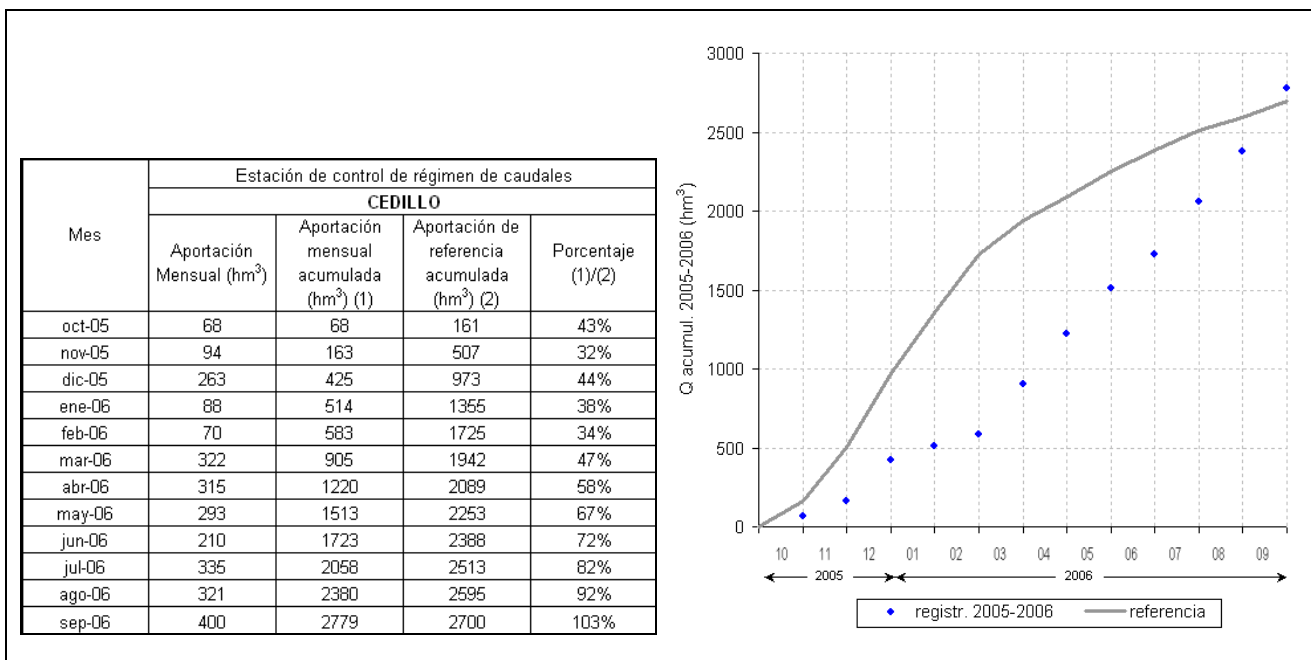 Mes
Estación de control de régimen de caudales
CEDILLO
Aportación
Mensual (hm³)
Aportación
mensual
acumulada
(hm³) (1)
Aportación de
referencia
acumulada
(hm³) (2)
Porcentaje
(1)/(2)
oct-05 68 68 161 43%
nov-05 94 163 507 32%
dic-05 263 425 973 44%
ene-06 88 514 1355 38%
feb-06 70 583 1725 34%
mar-06 322 905 1942 47%
abr-06 315 1220 2089 58%
may-06 293 1513 2253 67%
jun-06 210 1723 2388 72%
jul-06 335 2058 2513 82%
ago-06 321 2380 2595 92%
sep-06 400 2779 2700 103%
Q acumul. 2005-2006 (hm³)
3000
2500
2000
1500
1000
500
0
10 11 12 01 02 03 04 05 06 07 08 09
2005 2006
registr. 2005-2006 referencia